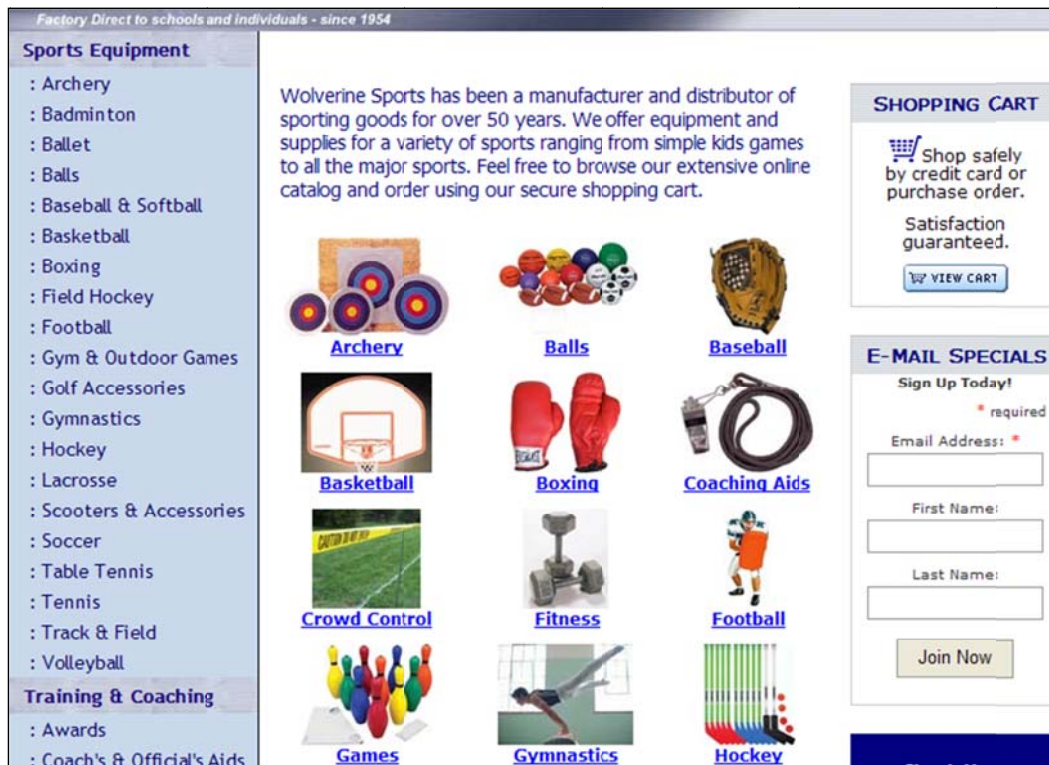 Factory Direct to schools and individuals - since 1954
Sports Equipment
: Archery
: Badminton
: Ballet
: Balls
: Baseball & Softball
: Basketball
: Boxing
: Field Hockey
: Football
: Gym & Outdoor Games
: Golf Accessories
: Gymnastics
: Hockey
: Lacrosse
: Scooters & Accessories
: Soccer
: Table Tennis
: Tennis
: Track & Field
: Volleyball
Training & Coaching
: Awards
: Coach's & Official's Aids
Wolverine Sports has been a manufacturer and distributor of
sporting goods for over 50 years. We offer equipment and
supplies for a variety of sports ranging from simple kids games
to all the major sports. Feel free to browse our extensive online
catalog and order using our secure shopping cart.
Archery
Balls
Baseball
Basketball
EVERLAST
Boxing
Coaching Aids
CAUTION DO NOT ENTER
Crowd Control
Fitness
Football
Games
Gymnastics
Hockey
SHOPPING CART
Shop safely
by credit card or
purchase order.
Satisfaction
guaranteed.
VIEW CART
E-MAIL SPECIALS
Sign Up Today!
* required
Email Address: *
First Name:
Last Name:
Join Now